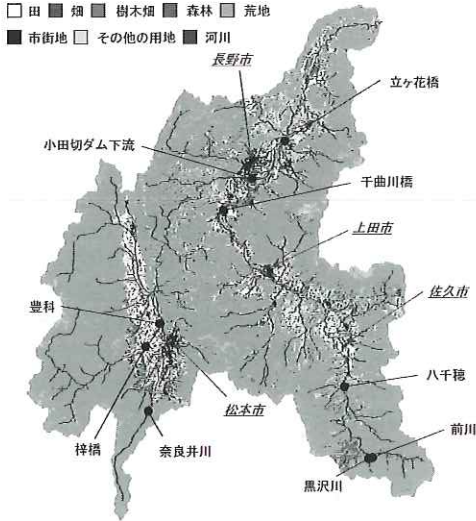 田 畑 樹木畑 森林 荒地
市街地 その他の用地 河川
長野市
立ヶ花橋
小田切ダム下流
千曲川橋
上田市
豊科
佐久市
八千穂
松本市
梓橋
奈良井川
前川
黒沢川